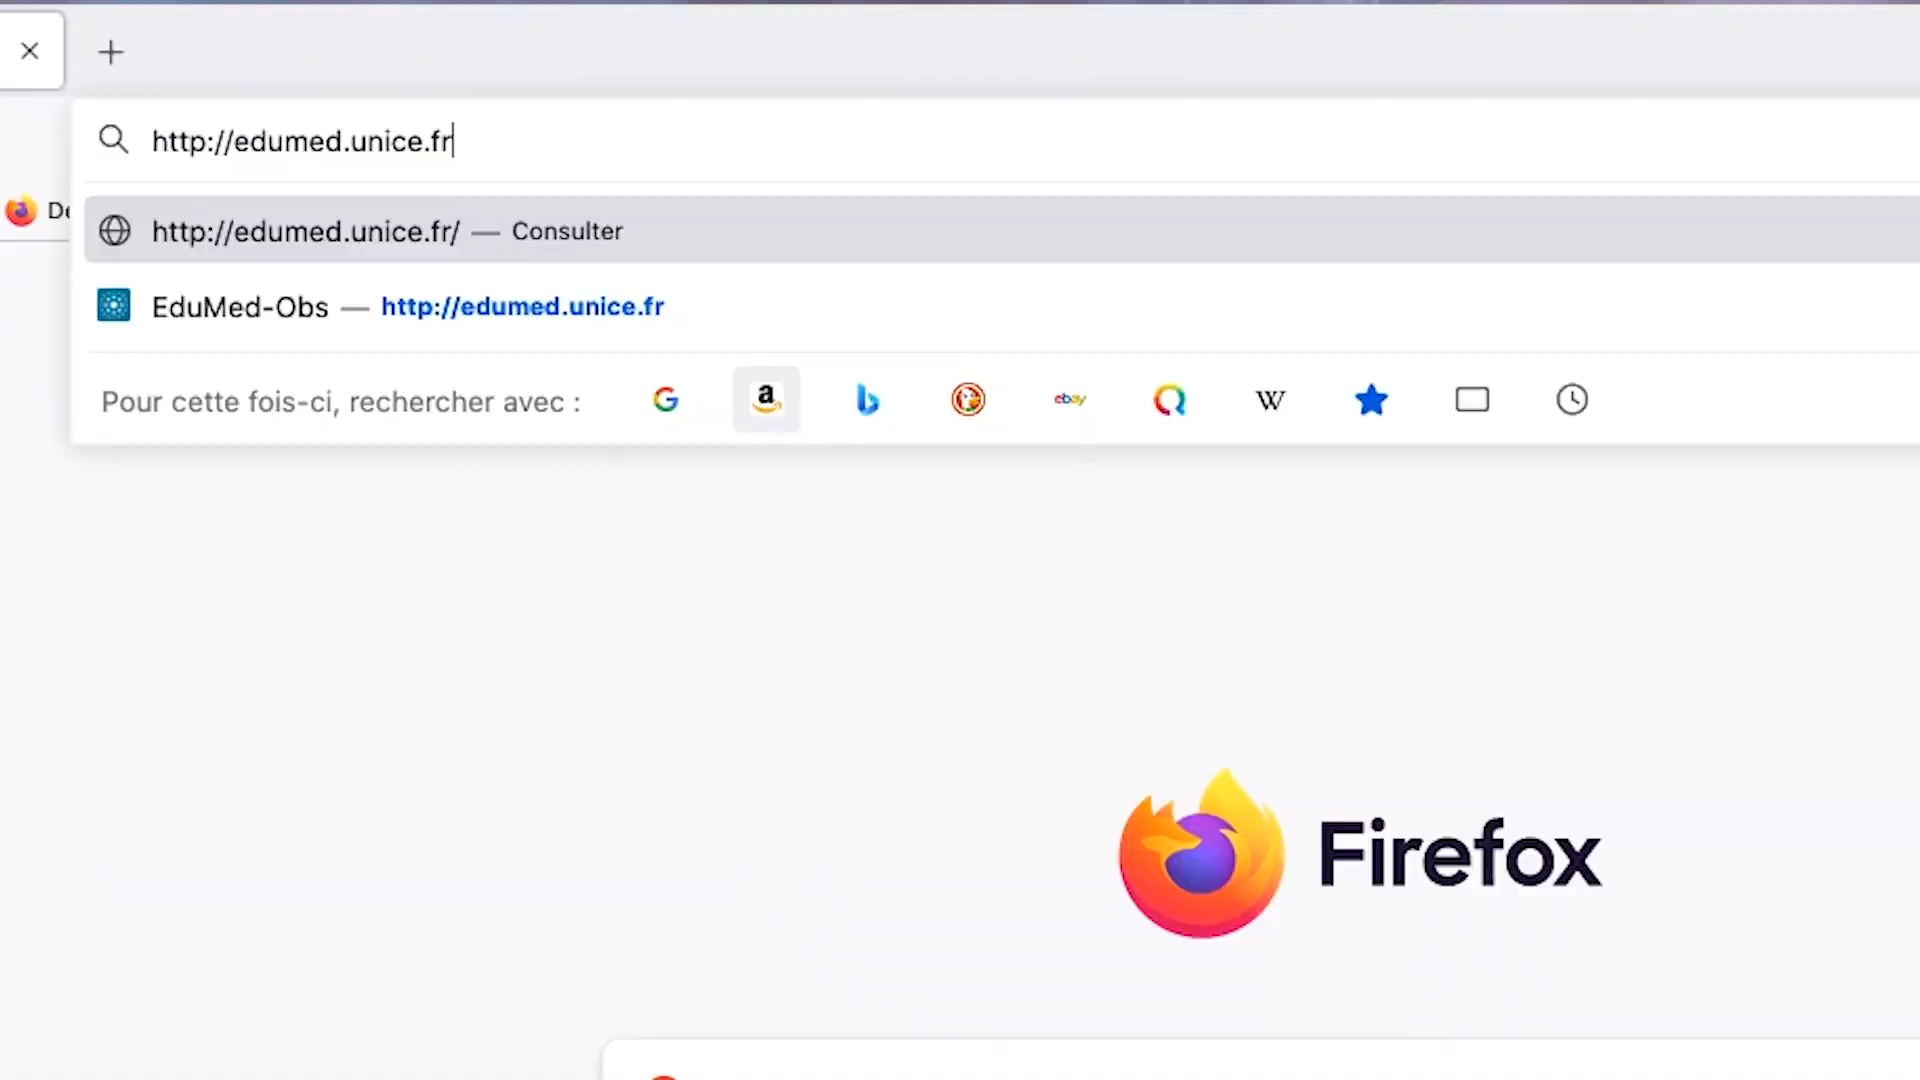 http://edumed.unice.fr
http://edumed.unice.fr/ — Consulter
EduMed-Obs — http://edumed.unice.fr
Pour cette fois-ci, rechercher avec :
ebay
W
Firefox